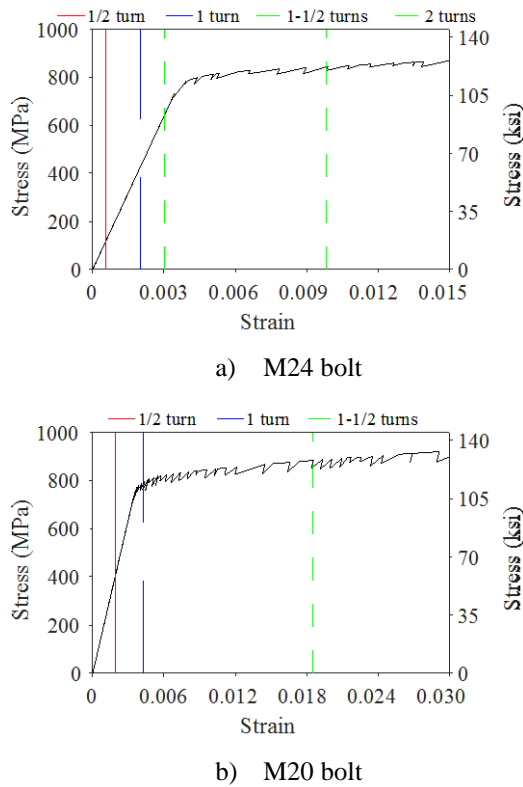 1/2 turn 1 turn 1-1/2 turns 2 turns
1000
800
600
400
200
0
Stress (MPa)
140
105
70
35
0
Stress (ksi)
0 0.003 0.006 0.009 0.012 0.015
Strain
a) M24 bolt
1/2 turn 1 turn 1-1/2 turns
1000
800
600
400
200
0
Stress (MPa)
140
105
70
35
0
Stress (ksi)
0 0.006 0.012 0.018 0.024 0.030
Strain
b) M20 bolt